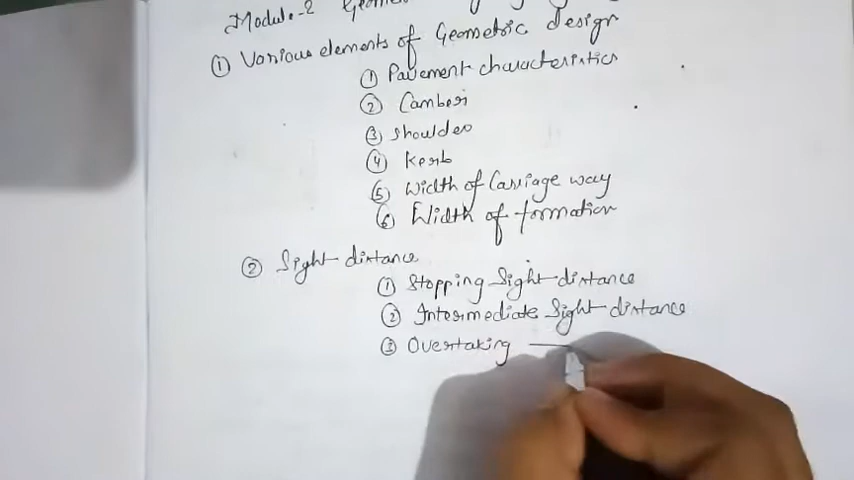 Module-2
① Various elements of Geometric design
① Pavement characteristics
② Camber
③ Shoulder
④ Kerb
⑤ Width of Carriage way
⑥ Width of formation
② Sight distance
① Stopping Sight distance
② Intermediate Sight distance
③ Overtaking —